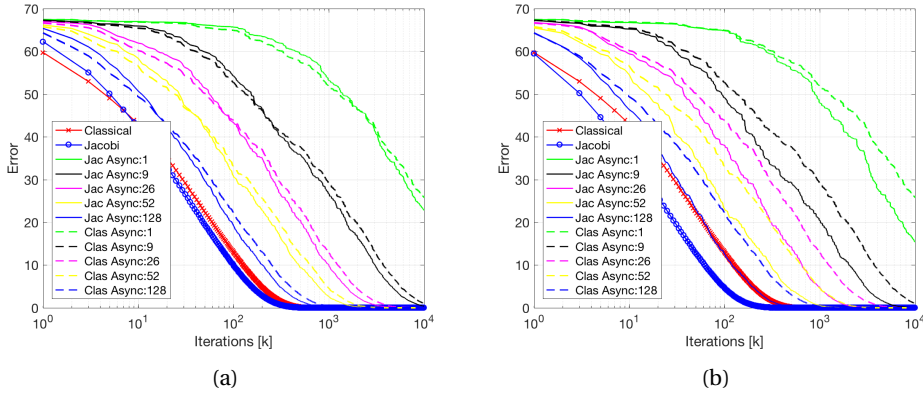 70
60
50
40
30
20
10
0
Error
Classical
Jacobi
Jac Async:1
Jac Async:9
Jac Async:26
Jac Async:52
Jac Async:128
Clas Async:1
Clas Async:9
Clas Async:26
Clas Async:52
Clas Async:128
10^0 10^1 10^2 10^3 10^4
Iterations [k]
(a)
70
60
50
40
30
20
10
0
Error
Classical
Jacobi
Jac Async:1
Jac Async:9
Jac Async:26
Jac Async:52
Jac Async:128
Clas Async:1
Clas Async:9
Clas Async:26
Clas Async:52
Clas Async:128
10^0 10^1 10^2 10^3 10^4
Iterations [k]
(b)